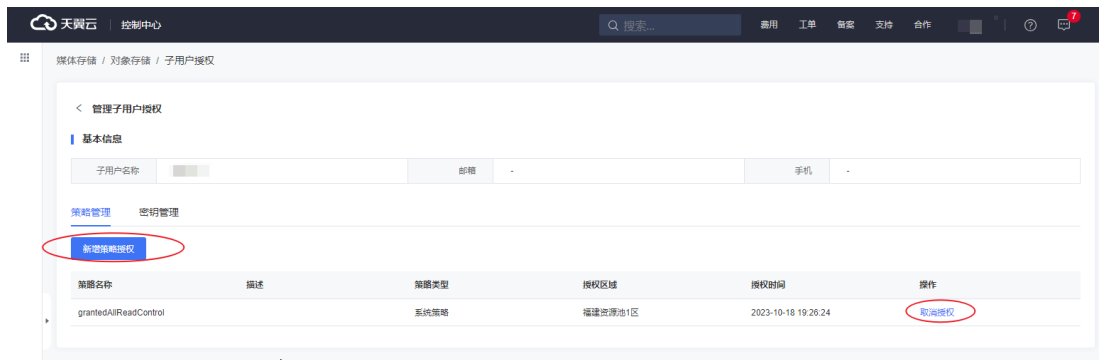 天翼云 控制中心 搜索... 费用 工单 备案 支持 合作 7
媒体存储 / 对象存储 / 子用户授权
< 管理子用户授权
基本信息
子用户名称 邮箱 - 手机 -
策略管理 密钥管理
新增策略授权
策略名称 描述 策略类型 授权区域 授权时间 操作
grantedAllReadControl 系统策略 福建资源池1区 2023-10-18 19:26:24 取消授权